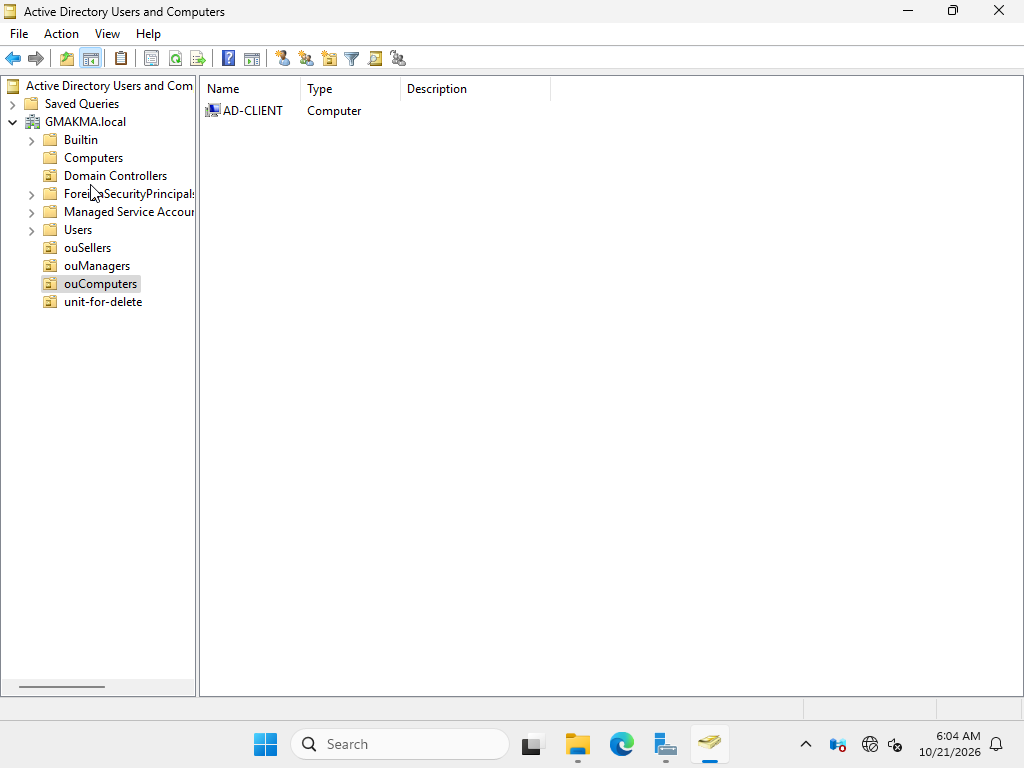 Active Directory Users and Computers
File Action View Help
Active Directory Users and Com
Name Type Description
Saved Queries
AD-CLIENT Computer
GMAKMA.local
Builtin
Computers
Domain Controllers
ForeignSecurityPrincipals
Managed Service Accour
Users
ouSellers
ouManagers
ouComputers
unit-for-delete
Search
6:04 AM
10/21/2026